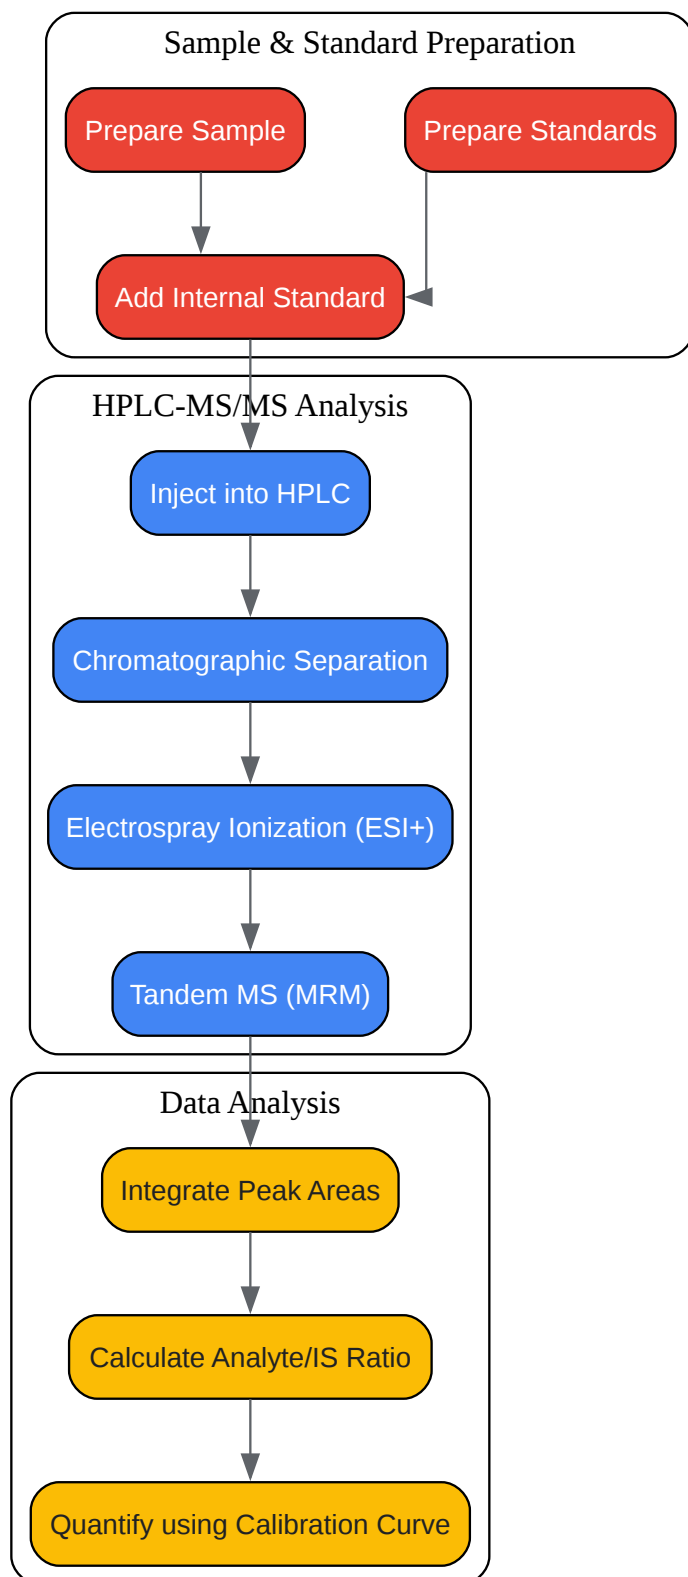 Sample & Standard Preparation
Prepare Sample
Prepare Standards
Add Internal Standard
HPLC-MS/MS Analysis
Inject into HPLC
Chromatographic Separation
Electrospray Ionization (ESI+)
Tandem MS (MRM)
Data Analysis
Integrate Peak Areas
Calculate Analyte/IS Ratio
Quantify using Calibration Curve